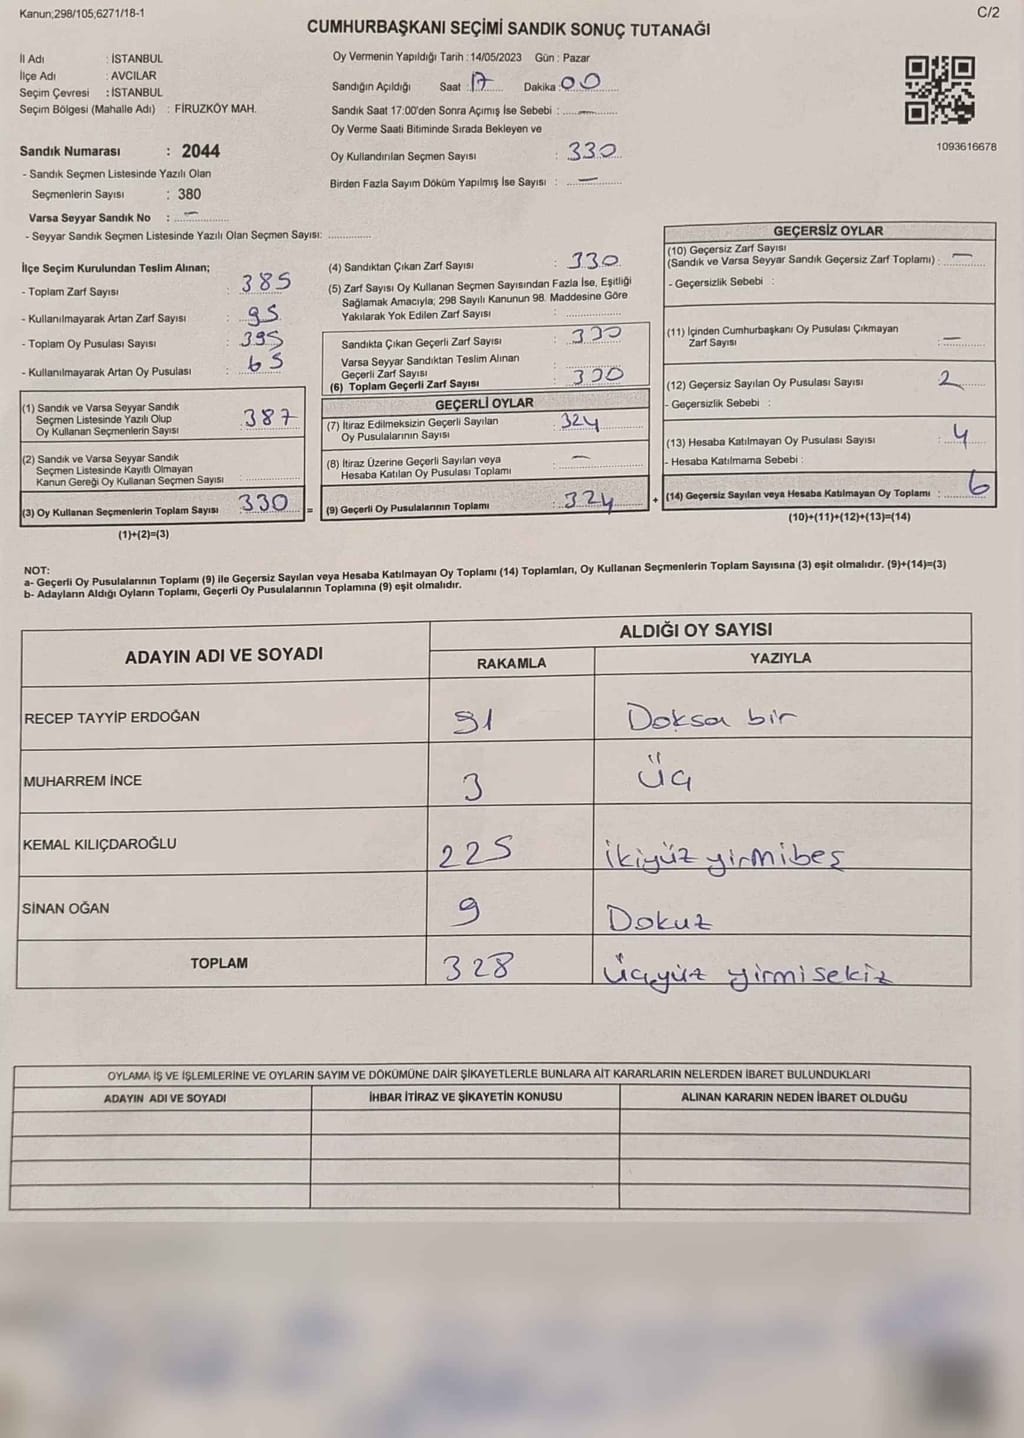 Kanun;298/105;6271/18-1
C/2
CUMHURBAŞKANI SEÇİMİ SANDIK SONUÇ TUTANAĞI
İl Adı : İSTANBUL
İlçe Adı : AVCILAR
Seçim Çevresi : İSTANBUL
Seçim Bölgesi (Mahalle Adı) : FİRUZKÖY MAH.
Sandık Numarası : 2044
- Sandık Seçmen Listesinde Yazılı Olan
Seçmenlerin Sayısı : 380
Varsa Seyyar Sandık No : —
- Seyyar Sandık Seçmen Listesinde Yazılı Olan Seçmen Sayısı: ..............
Oy Vermenin Yapıldığı Tarih : 14/05/2023 Gün : Pazar
Sandığın Açıldığı Saat : 17 Dakika : 00
Sandık Saat 17:00'den Sonra Açımış İse Sebebi : —
Oy Verme Saati Bitiminde Sırada Bekleyen ve
Oy Kullandırılan Seçmen Sayısı : 330
Birden Fazla Sayım Döküm Yapılmış İse Sayısı : —
1093616678
İlçe Seçim Kurulundan Teslim Alınan;
- Toplam Zarf Sayısı : 385
- Kullanılmayarak Artan Zarf Sayısı : 95
- Toplam Oy Pusulası Sayısı : 395
- Kullanılmayarak Artan Oy Pusulası : 65
(1) Sandık ve Varsa Seyyar Sandık
Seçmen Listesinde Yazılı Olup
Oy Kullanan Seçmenlerin Sayısı : 387
(2) Sandık ve Varsa Seyyar Sandık
Seçmen Listesinde Kayıtlı Olmayan
Kanun Gereği Oy Kullanan Seçmen Sayısı :
(3) Oy Kullanan Seçmenlerin Toplam Sayısı : 330 =
(1)+(2)=(3)
(4) Sandıktan Çıkan Zarf Sayısı : 330
(5) Zarf Sayısı Oy Kullanan Seçmen Sayısından Fazla İse, Eşitliği
Sağlamak Amacıyla; 298 Sayılı Kanunun 98. Maddesine Göre
Yakılarak Yok Edilen Zarf Sayısı :
Sandıkta Çıkan Geçerli Zarf Sayısı : 330
Varsa Seyyar Sandıktan Teslim Alınan
Geçerli Zarf Sayısı :
(6) Toplam Geçerli Zarf Sayısı : 330
GEÇERLİ OYLAR
(7) İtiraz Edilmeksizin Geçerli Sayılan
Oy Pusulalarının Sayısı : 324
(8) İtiraz Üzerine Geçerli Sayılan veya
Hesaba Katılan Oy Pusulası Toplamı : —
(9) Geçerli Oy Pusulalarının Toplamı : 324 +
GEÇERSİZ OYLAR
(10) Geçersiz Zarf Sayısı
(Sandık ve Varsa Seyyar Sandık Geçersiz Zarf Toplamı) : —
- Geçersizlik Sebebi :
(11) İçinden Cumhurbaşkanı Oy Pusulası Çıkmayan
Zarf Sayısı : —
(12) Geçersiz Sayılan Oy Pusulası Sayısı : 2
- Geçersizlik Sebebi :
(13) Hesaba Katılmayan Oy Pusulası Sayısı : 4
- Hesaba Katılmama Sebebi :
(14) Geçersiz Sayılan veya Hesaba Katılmayan Oy Toplamı : 6
(10)+(11)+(12)+(13)=(14)
NOT:
a- Geçerli Oy Pusulalarının Toplamı (9) ile Geçersiz Sayılan veya Hesaba Katılmayan Oy Toplamı (14) Toplamları, Oy Kullanan Seçmenlerin Toplam Sayısına (3) eşit olmalıdır. (9)+(14)=(3)
b- Adayların Aldığı Oyların Toplamı, Geçerli Oy Pusulalarının Toplamına (9) eşit olmalıdır.
ADAYIN ADI VE SOYADI
ALDIĞI OY SAYISI
RAKAMLA YAZIYLA
RECEP TAYYİP ERDOĞAN 91 Doksa bir
MUHARREM İNCE 3 Üç
KEMAL KILIÇDAROĞLU 225 ikiyüz yirmibeş
SİNAN OĞAN 9 Dokuz
TOPLAM 328 Üçyüz yirmisekiz
OYLAMA İŞ VE İŞLEMLERİNE VE OYLARIN SAYIM VE DÖKÜMÜNE DAİR ŞİKAYETLERLE BUNLARA AİT KARARLARIN NELERDEN İBARET BULUNDUKLARI
ADAYIN ADI VE SOYADI İHBAR İTİRAZ VE ŞİKAYETİN KONUSU ALINAN KARARIN NEDEN İBARET OLDUĞU